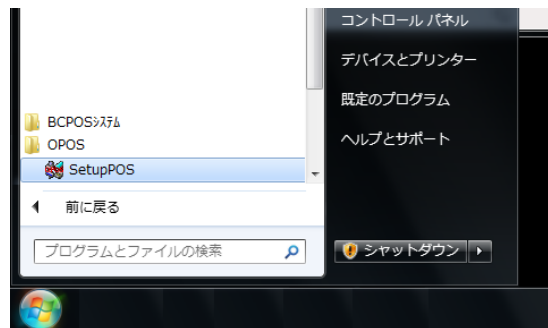 コントロール パネル
デバイスとプリンター
既定のプログラム
ヘルプとサポート
BCPOSｼｽﾃﾑ
OPOS
SetupPOS
前に戻る
プログラムとファイルの検索
シャットダウン